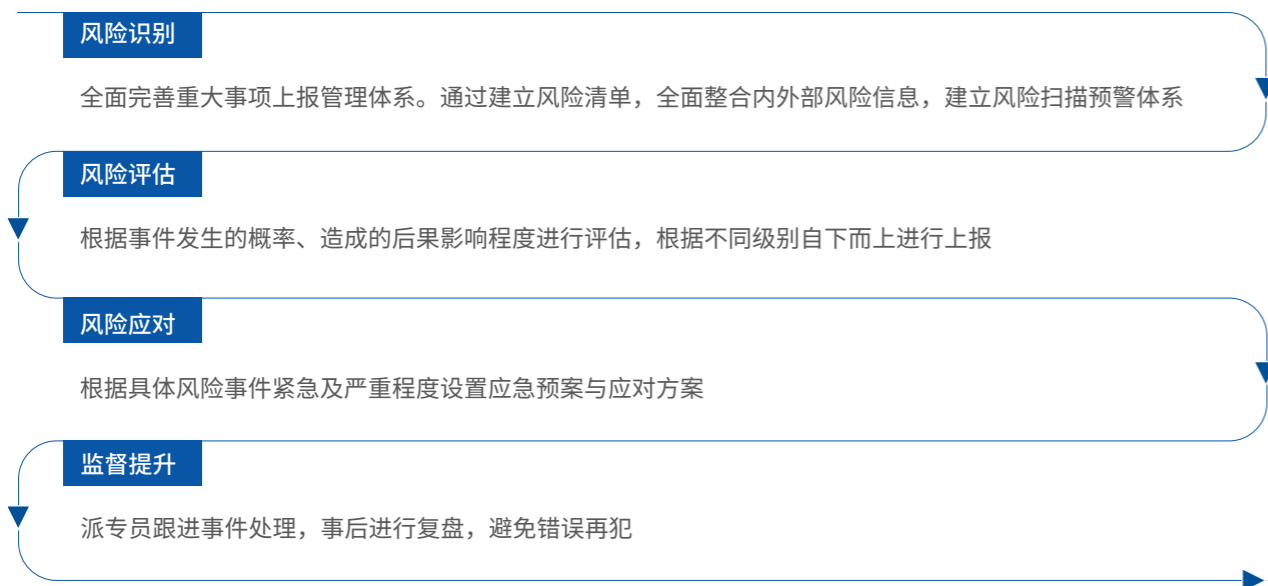 风险识别
全面完善重大事项上报管理体系。通过建立风险清单，全面整合内外部风险信息，建立风险扫描预警体系
风险评估
根据事件发生的概率、造成的后果影响程度进行评估，根据不同级别自下而上进行上报
风险应对
根据具体风险事件紧急及严重程度设置应急预案与应对方案
监督提升
派专员跟进事件处理，事后进行复盘，避免错误再犯